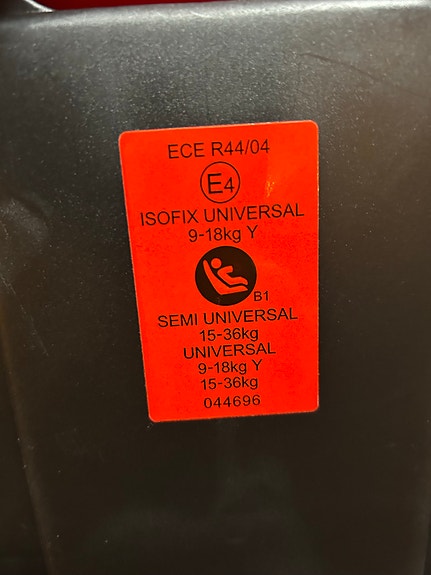 ECE R44/04
E4
ISOFIX UNIVERSAL
9-18kg Y
B1
SEMI UNIVERSAL
15-36kg
UNIVERSAL
9-18kg Y
15-36kg
044696